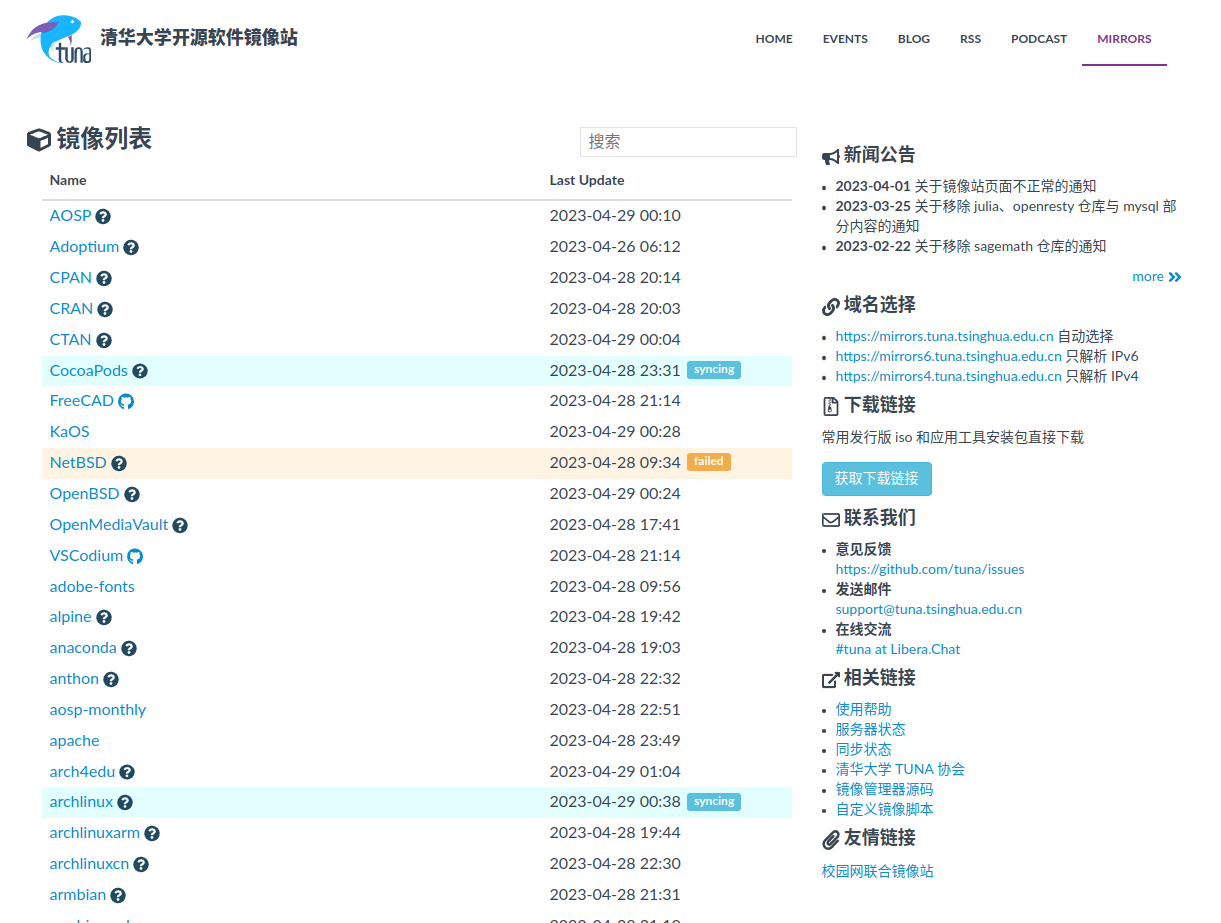 tuna
清华大学开源软件镜像站
HOME EVENTS BLOG RSS PODCAST MIRRORS
镜像列表
搜索
Name Last Update
AOSP 2023-04-29 00:10
Adoptium 2023-04-26 06:12
CPAN 2023-04-28 20:14
CRAN 2023-04-28 20:03
CTAN 2023-04-29 00:04
CocoaPods 2023-04-28 23:31 syncing
FreeCAD 2023-04-28 21:14
KaOS 2023-04-29 00:28
NetBSD 2023-04-28 09:34 failed
OpenBSD 2023-04-29 00:24
OpenMediaVault 2023-04-28 17:41
VSCodium 2023-04-28 21:14
adobe-fonts 2023-04-28 09:56
alpine 2023-04-28 19:42
anaconda 2023-04-28 19:03
anthon 2023-04-28 22:32
aosp-monthly 2023-04-28 22:51
apache 2023-04-28 23:49
arch4edu 2023-04-29 01:04
archlinux 2023-04-29 00:38 syncing
archlinuxarm 2023-04-28 19:44
archlinuxcn 2023-04-28 22:30
armbian 2023-04-28 21:31
新闻公告
2023-04-01 关于镜像站页面不正常的通知
2023-03-25 关于移除 julia、openresty 仓库与 mysql 部
分内容的通知
2023-02-22 关于移除 sagemath 仓库的通知
more
域名选择
https://mirrors.tuna.tsinghua.edu.cn 自动选择
https://mirrors6.tuna.tsinghua.edu.cn 只解析 IPv6
https://mirrors4.tuna.tsinghua.edu.cn 只解析 IPv4
下载链接
常用发行版 iso 和应用工具安装包直接下载
获取下载链接
联系我们
意见反馈
https://github.com/tuna/issues
发送邮件
support@tuna.tsinghua.edu.cn
在线交流
#tuna at Libera.Chat
相关链接
使用帮助
服务器状态
同步状态
清华大学 TUNA 协会
镜像管理器源码
自定义镜像脚本
友情链接
校园网联合镜像站